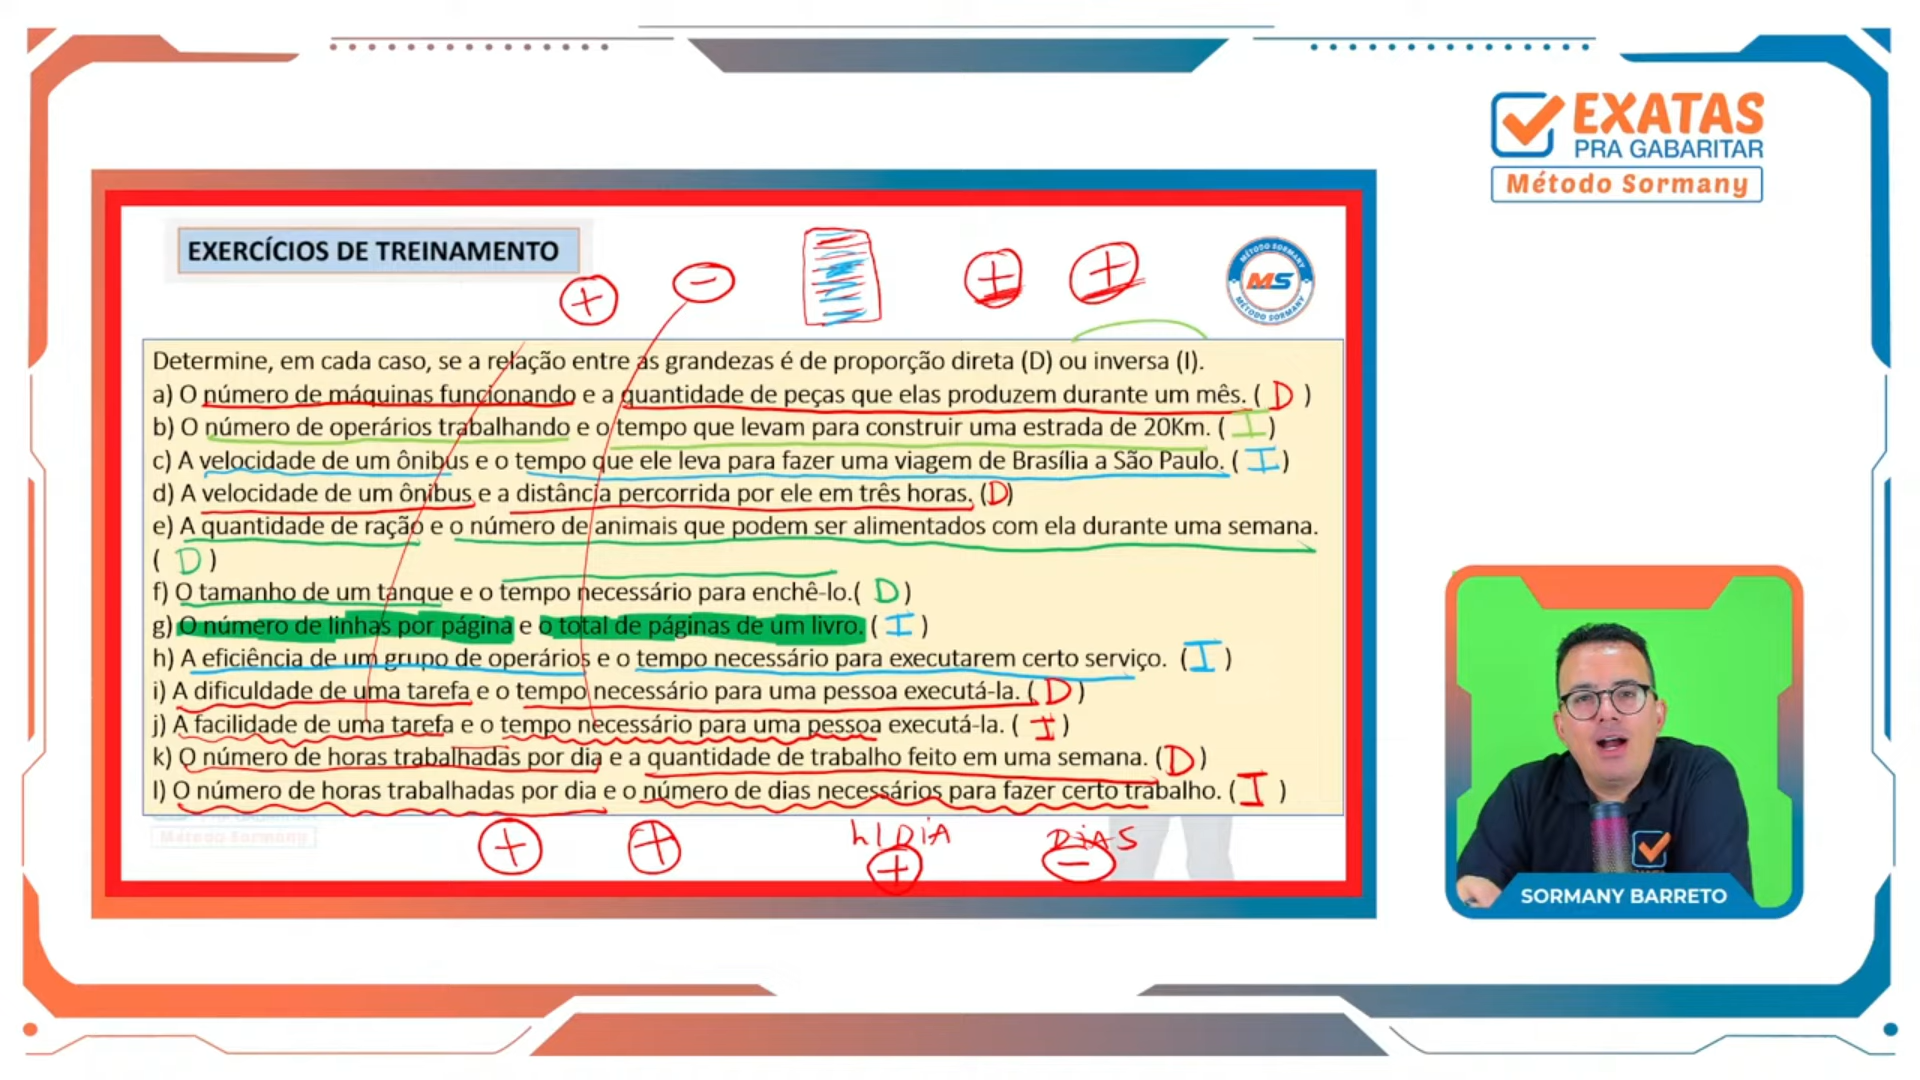 EXATAS
PRA GABARITAR
Método Sormany
EXERCÍCIOS DE TREINAMENTO
+ - + +
MÉTODO SORMANY
MS
MÉTODO SORMANY
Determine, em cada caso, se a relação entre as grandezas é de proporção direta (D) ou inversa (I).
a) O número de máquinas funcionando e a quantidade de peças que elas produzem durante um mês. ( D )
b) O número de operários trabalhando e o tempo que levam para construir uma estrada de 20Km. ( I )
c) A velocidade de um ônibus e o tempo que ele leva para fazer uma viagem de Brasília a São Paulo. ( I )
d) A velocidade de um ônibus e a distância percorrida por ele em três horas. (D)
e) A quantidade de ração e o número de animais que podem ser alimentados com ela durante uma semana.
( D )
f) O tamanho de um tanque e o tempo necessário para enchê-lo.( D )
g) O número de linhas por página e o total de páginas de um livro. ( I )
h) A eficiência de um grupo de operários e o tempo necessário para executarem certo serviço. ( I )
i) A dificuldade de uma tarefa e o tempo necessário para uma pessoa executá-la. ( D )
j) A facilidade de uma tarefa e o tempo necessário para uma pessoa executá-la. ( I )
k) O número de horas trabalhadas por dia e a quantidade de trabalho feito em uma semana. ( D )
l) O número de horas trabalhadas por dia e o número de dias necessários para fazer certo trabalho. ( I )
Método Sormany
h/DiA DiAS
+ + + -
SORMANY BARRETO